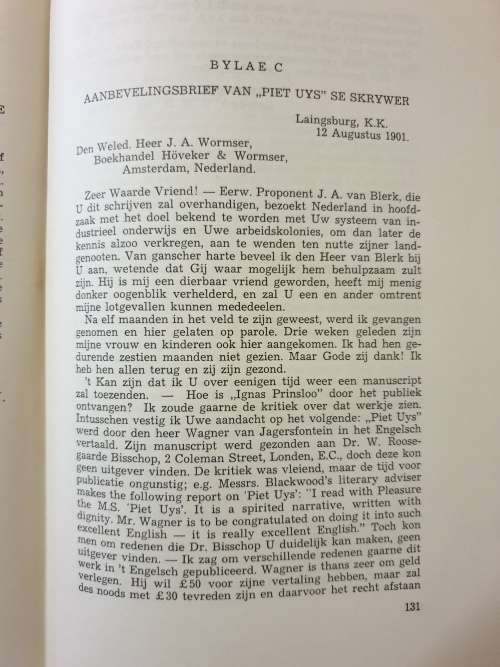 BYLAE C
AANBEVELINGSBRIEF VAN „PIET UYS” SE SKRYWER
Laingsburg, K.K.
12 Augustus 1901.
Den Weled. Heer J. A. Wormser,
Boekhandel Höveker & Wormser,
Amsterdam, Nederland.
Zeer Waarde Vriend! — Eerw. Proponent J. A. van Blerk, die
U dit schrijven zal overhandigen, bezoekt Nederland in hoofd-
zaak met het doel bekend te worden met Uw systeem van in-
dustrieel onderwijs en Uwe arbeidskolonies, om dan later de
kennis alzoo verkregen, aan te wenden ten nutte zijner land-
genooten. Van ganscher harte beveel ik den Heer van Blerk bij
U aan, wetende dat Gij waar mogelijk hem behulpzaam zult
zijn. Hij is mij een dierbaar vriend geworden, heeft mij menig
donker oogenblik verhelderd, en zal U een en ander omtrent
mijne lotgevallen kunnen mededeelen.
Na elf maanden in het veld te zijn geweest, werd ik gevangen
genomen en hier gelaten op parole. Drie weken geleden zijn
mijne vrouw en kinderen ook hier aangekomen. Ik had hen ge-
durende zestien maanden niet gezien. Maar Gode zij dank! Ik
heb hen allen terug en zij zijn gezond.
't Kan zijn dat ik U over eenigen tijd weer een manuscript
zal toezenden. — Hoe is „Ignas Prinsloo” door het publiek
ontvangen? Ik zoude gaarne de kritiek over dat werkje zien.
Intusschen vestig ik Uwe aandacht op het volgende: „Piet Uys”
werd door den heer Wagner van Jagersfontein in het Engelsch
vertaald. Zijn manuscript werd gezonden aan Dr. W. Roose-
gaarde Bisschop, 2 Coleman Street, Londen, E.C., doch deze kon
geen uitgever vinden. De kritiek was vleiend, maar de tijd voor
publicatie ongunstig; e.g. Messrs. Blackwood's literary adviser
makes the following report on 'Piet Uys': "I read with Pleasure
the M.S. 'Piet Uys'. It is a spirited narrative, written with
dignity. Mr. Wagner is to be congratulated on doing it into such
excellent English — it is really excellent English." Toch kon
men om redenen die Dr. Bisschop U duidelijk kan maken, geen
uitgever vinden. — Ik zag om verschillende redenen gaarne dit
werk in 't Engelsch gepubliceerd. Wagner is thans zeer om geld
verlegen. Hij wil £50 voor zijne vertaling hebben, maar zal
des noods met £30 tevreden zijn en daarvoor het recht afstaan
131